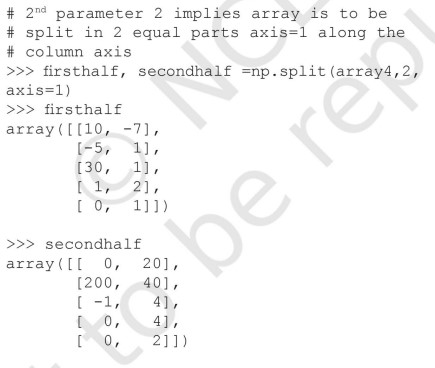 # 2nd parameter 2 implies array is to be
# split in 2 equal parts axis=1 along the
# column axis
>>> firsthalf, secondhalf =np.split(array4,2,
axis=1)
>>> firsthalf
array([[10, -7],
       [-5,  1],
       [30,  1],
       [ 1,  2],
       [ 0,  1]])

>>> secondhalf
array([[  0,  20],
       [200,  40],
       [ -1,   4],
       [  0,   4],
       [  0,   2]])